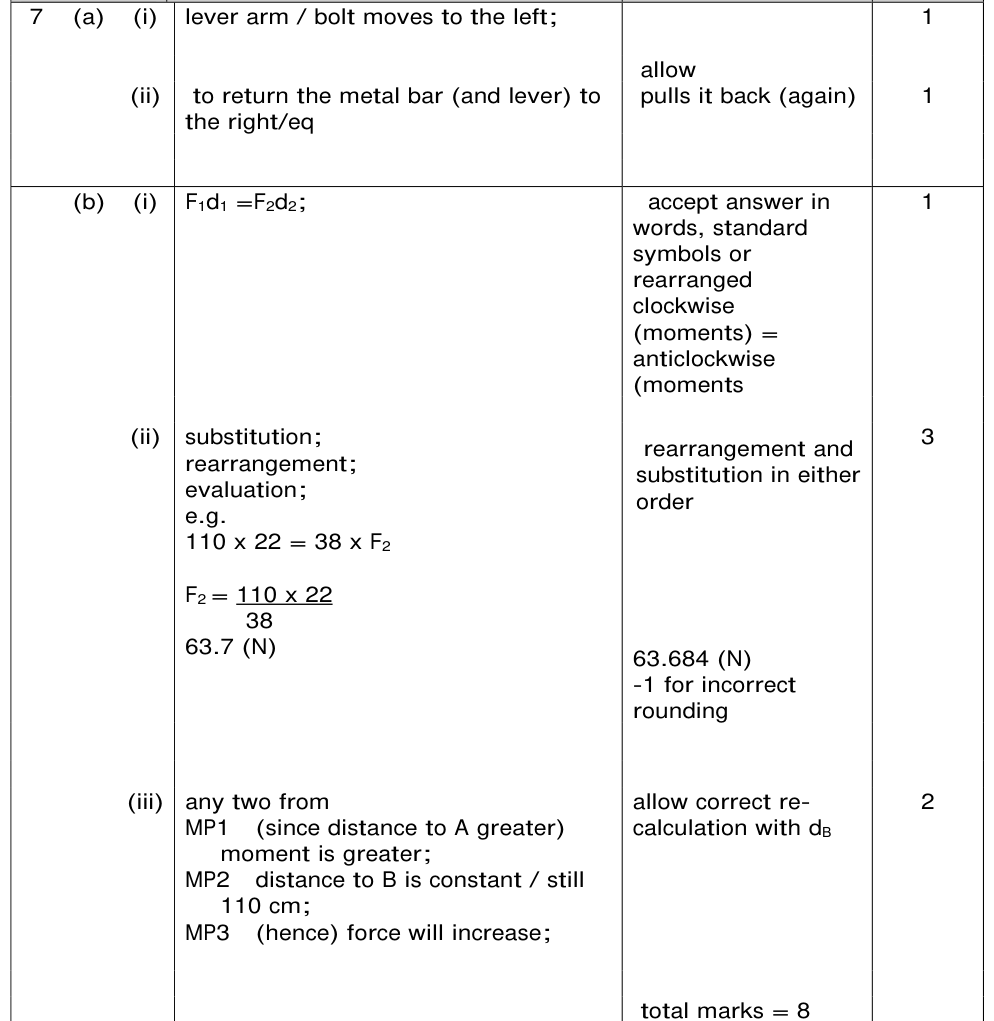 7 (a) (i) lever arm / bolt moves to the left; 1
allow
(ii) to return the metal bar (and lever) to pulls it back (again) 1
the right/eq
(b) (i) F₁d₁ =F₂d₂; accept answer in 1
words, standard
symbols or
rearranged
clockwise
(moments) =
anticlockwise
(moments
(ii) substitution; 3
rearrangement; rearrangement and
evaluation; substitution in either
e.g. order
110 x 22 = 38 x F₂
F₂ = 110 x 22
38
63.7 (N)
63.684 (N)
-1 for incorrect
rounding
(iii) any two from allow correct re- 2
MP1 (since distance to A greater) calculation with dB
moment is greater;
MP2 distance to B is constant / still
110 cm;
MP3 (hence) force will increase;
total marks = 8